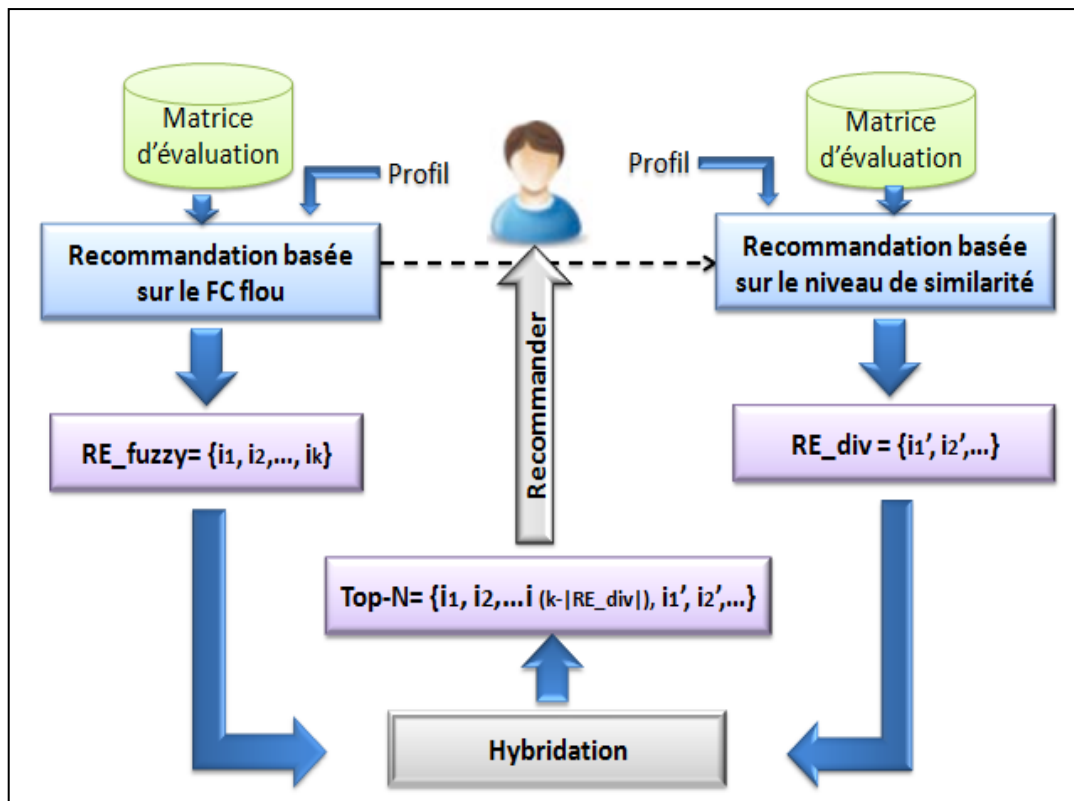 Matrice
d'évaluation
Profil
Profil
Matrice
d'évaluation
Recommandation basée
sur le FC flou
Recommandation basée
sur le niveau de similarité
Recommander
RE_fuzzy= {i1, i2,..., ik}
RE_div = {i1', i2',...}
Top-N= {i1, i2,...i (k-|RE_div|), i1', i2',...}
Hybridation